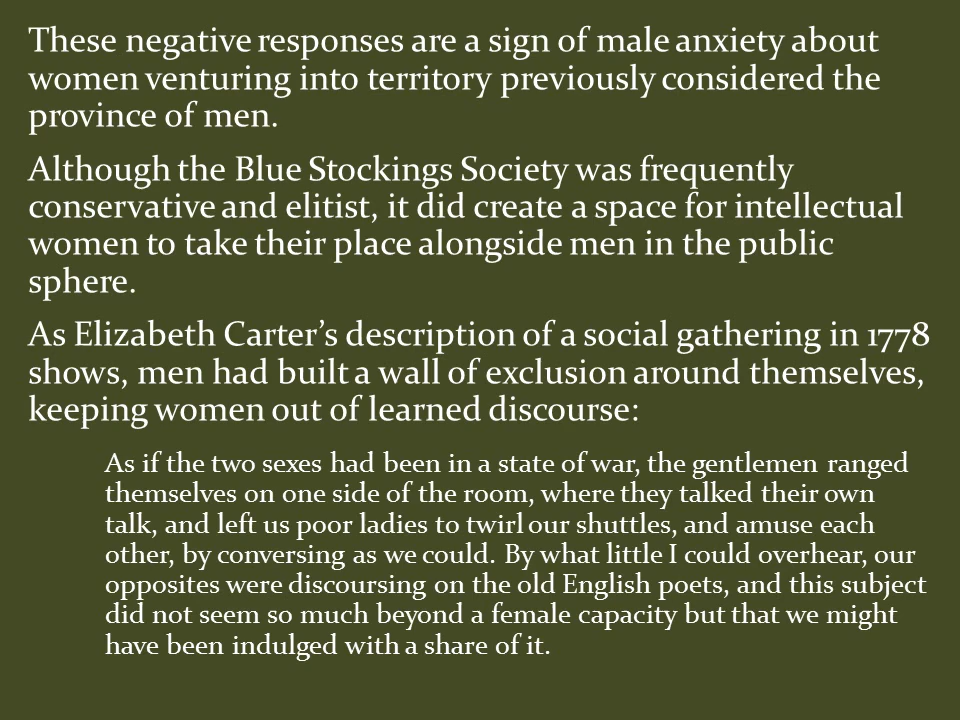 These negative responses are a sign of male anxiety about
women venturing into territory previously considered the
province of men.
Although the Blue Stockings Society was frequently
conservative and elitist, it did create a space for intellectual
women to take their place alongside men in the public
sphere.
As Elizabeth Carter’s description of a social gathering in 1778
shows, men had built a wall of exclusion around themselves,
keeping women out of learned discourse:
As if the two sexes had been in a state of war, the gentlemen ranged
themselves on one side of the room, where they talked their own
talk, and left us poor ladies to twirl our shuttles, and amuse each
other, by conversing as we could. By what little I could overhear, our
opposites were discoursing on the old English poets, and this subject
did not seem so much beyond a female capacity but that we might
have been indulged with a share of it.